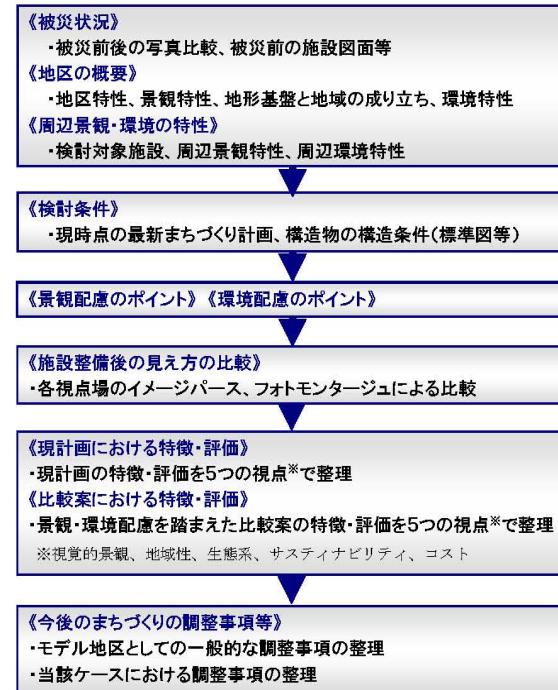 《被災状況》
・被災前後の写真比較、被災前の施設図面等
《地区の概要》
・地区特性、景観特性、地形基盤と地域の成り立ち、環境特性
《周辺景観・環境の特性》
・検討対象施設、周辺景観特性、周辺環境特性
《検討条件》
・現時点の最新まちづくり計画、構造物の構造条件(標準図等)
《景観配慮のポイント》 《環境配慮のポイント》
《施設整備後の見え方の比較》
・各視点場のイメージパース、フォトモンタージュによる比較
《現計画における特徴・評価》
・現計画の特徴・評価を5つの視点※で整理
《比較案における特徴・評価》
・景観・環境配慮を踏まえた比較案の特徴・評価を5つの視点※で整理
※視覚的景観、地域性、生態系、サスティナビリティ、コスト
《今後のまちづくりの調整事項等》
・モデル地区としての一般的な調整事項の整理
・当該ケースにおける調整事項の整理